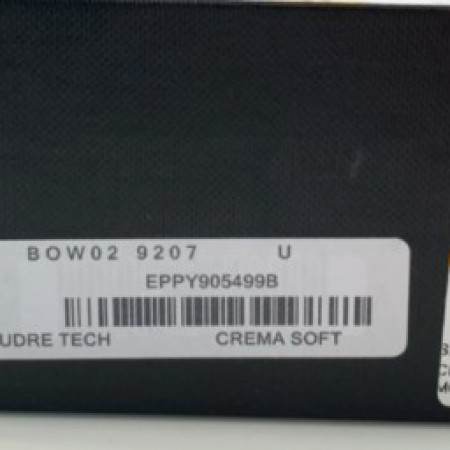 BOW02 9207 U
EPPY905499B
UDRE TECH CREMA SOFT